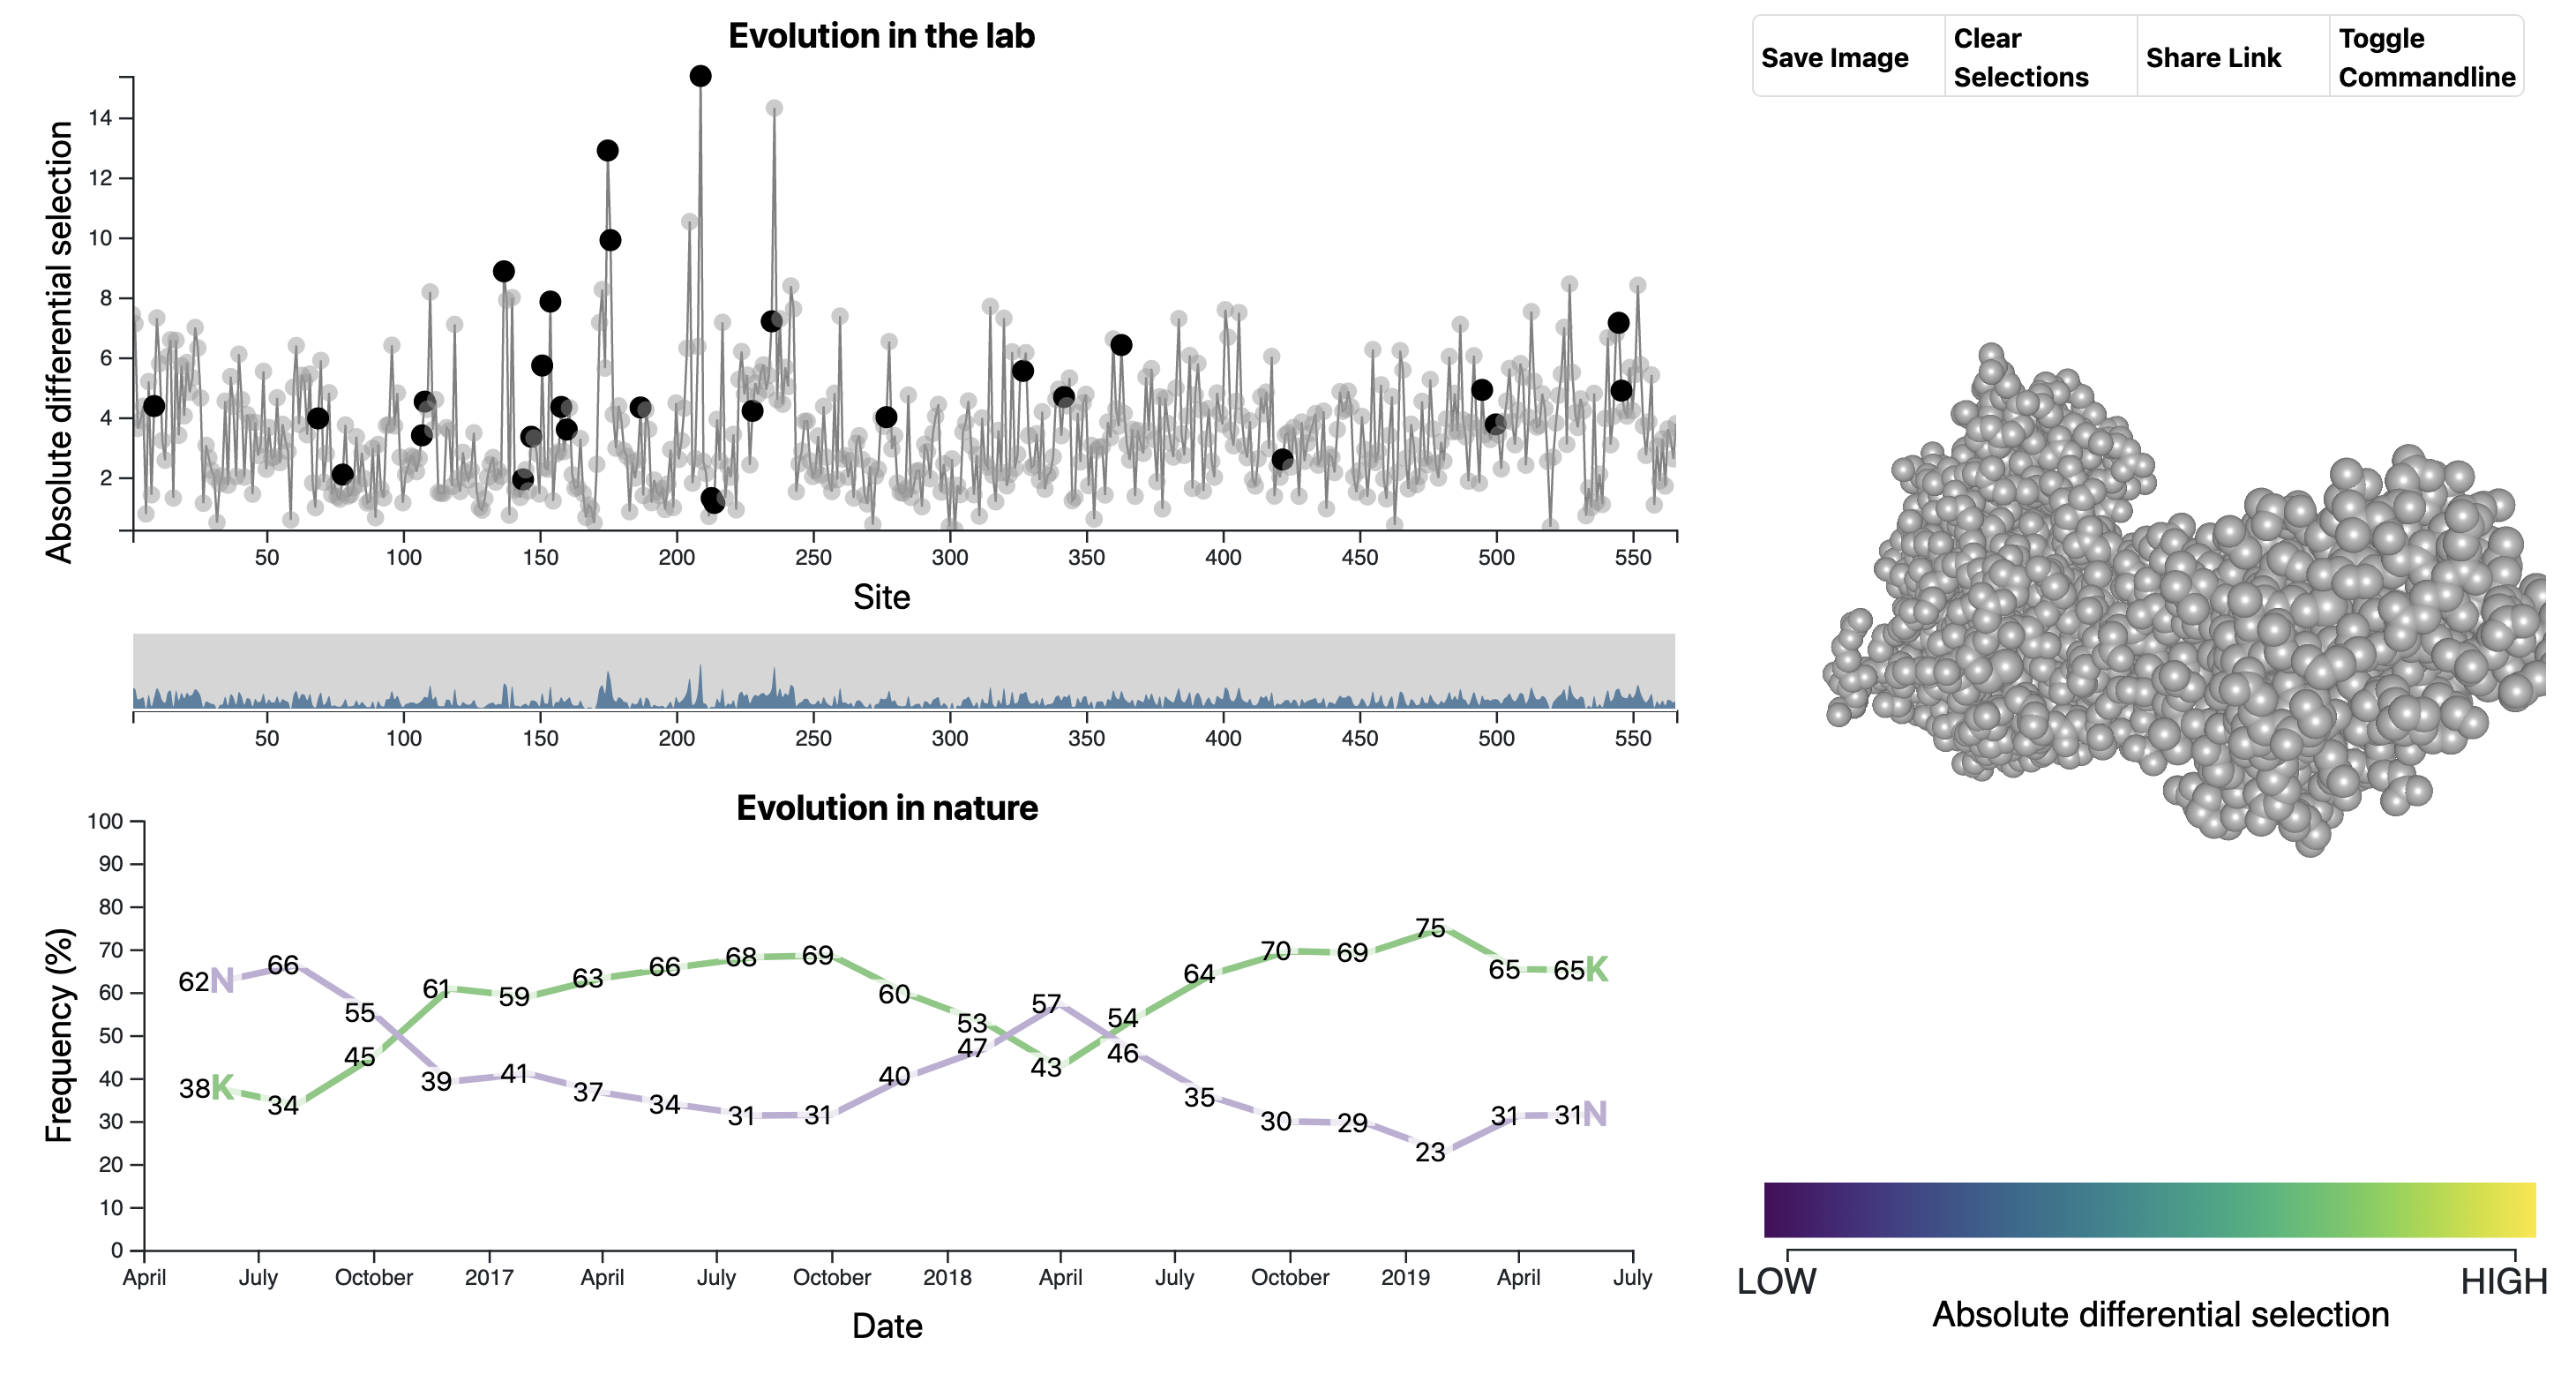 Evolution in the lab
Save Image
Clear
Selections
Share Link
Toggle
Commandline
Absolute differential selection
14
12
10
8
6
4
2
50 100 150 200 250 300 350 400 450 500 550
Site
50 100 150 200 250 300 350 400 450 500 550
Evolution in nature
Frequency (%)
100
90
80
70
60
50
40
30
20
10
0
62N 66 55 39 41 37 34 31 31 40 47 57 46 35 30 29 23 31 31N
38K 34 45 61 59 63 66 68 69 60 53 43 54 64 70 69 75 65 65K
April July October 2017 April July October 2018 April July October 2019 April July
Date
LOW HIGH
Absolute differential selection